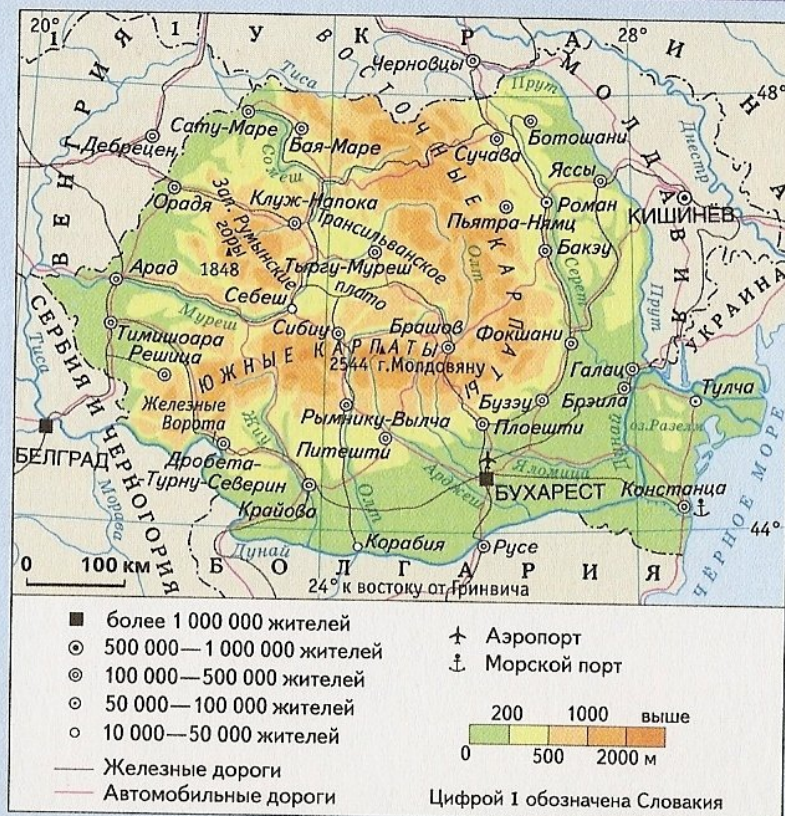 20°
28°
48°
44°
1
ВЕНГРИЯ
УКРАИНА
МОЛДАВИЯ
УКРАИНА
СЕРБИЯ И ЧЕРНОГОРИЯ
БОЛГАРИЯ
ЧЁРНОЕ МОРЕ
ВОСТОЧНЫЕ КАРПАТЫ
Черновцы
Тиса
Прут
Сату-Маре
Бая-Маре
Ботошани
Дебрецен
Сомеш
Сучава
Днестр
Яссы
Орадя
Клуж-Напока
Роман
Пьятра-Нямц
КИШИНЁВ
Зап. Румынские горы
Трансильванское плато
Бакэу
Олт
Серет
Арад
1848
Тыргу-Муреш
Прут
Себеш
Муреш
Тиса
Тимишоара
Сибиу
Брашов
Фокшани
Решица
ЮЖНЫЕ КАРПАТЫ
2544 г.Молдовяну
Галац
Тулча
Железные
Ворота
Бузэу
Брэила
Рымнику-Вылча
Плоешти
оз.Разелм
Жиу
Дунай
БЕЛГРАД
Питешти
Дробета-
Турну-Северин
Арджеш
Яломица
Морава
БУХАРЕСТ
Констанца
Крайова
Олт
Дунай
Корабия
Русе
0 100 км
24° к востоку от Гринвича
более 1 000 000 жителей
500 000—1 000 000 жителей
100 000—500 000 жителей
50 000—100 000 жителей
10 000—50 000 жителей
Железные дороги
Автомобильные дороги
Аэропорт
Морской порт
200 1000 выше
0 500 2000 м
Цифрой 1 обозначена Словакия